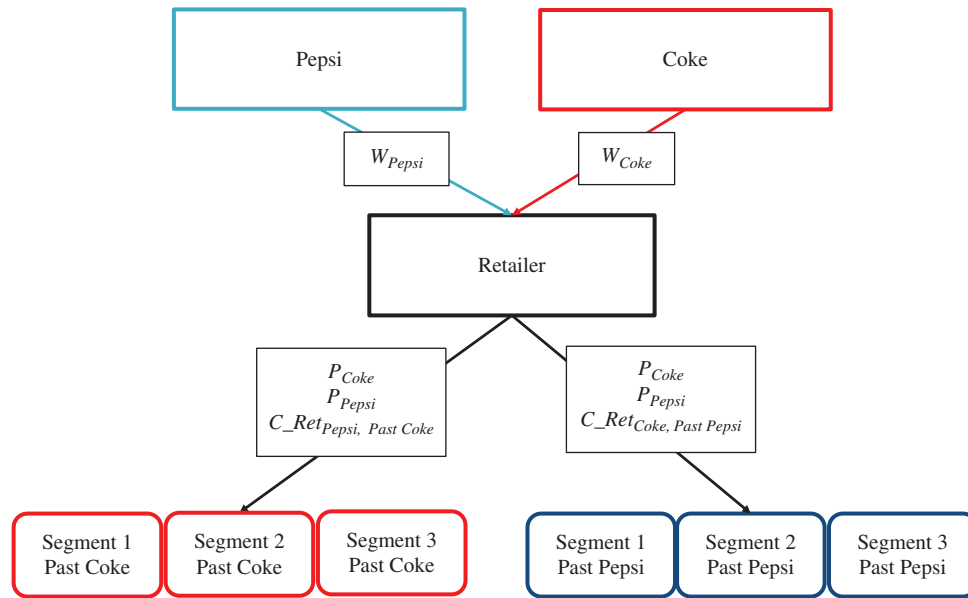 Pepsi
Coke
W_Pepsi
W_Coke
Retailer
P_Coke
P_Pepsi
C_Ret_Pepsi, Past Coke
P_Coke
P_Pepsi
C_Ret_Coke, Past Pepsi
Segment 1
Past Coke
Segment 2
Past Coke
Segment 3
Past Coke
Segment 1
Past Pepsi
Segment 2
Past Pepsi
Segment 3
Past Pepsi